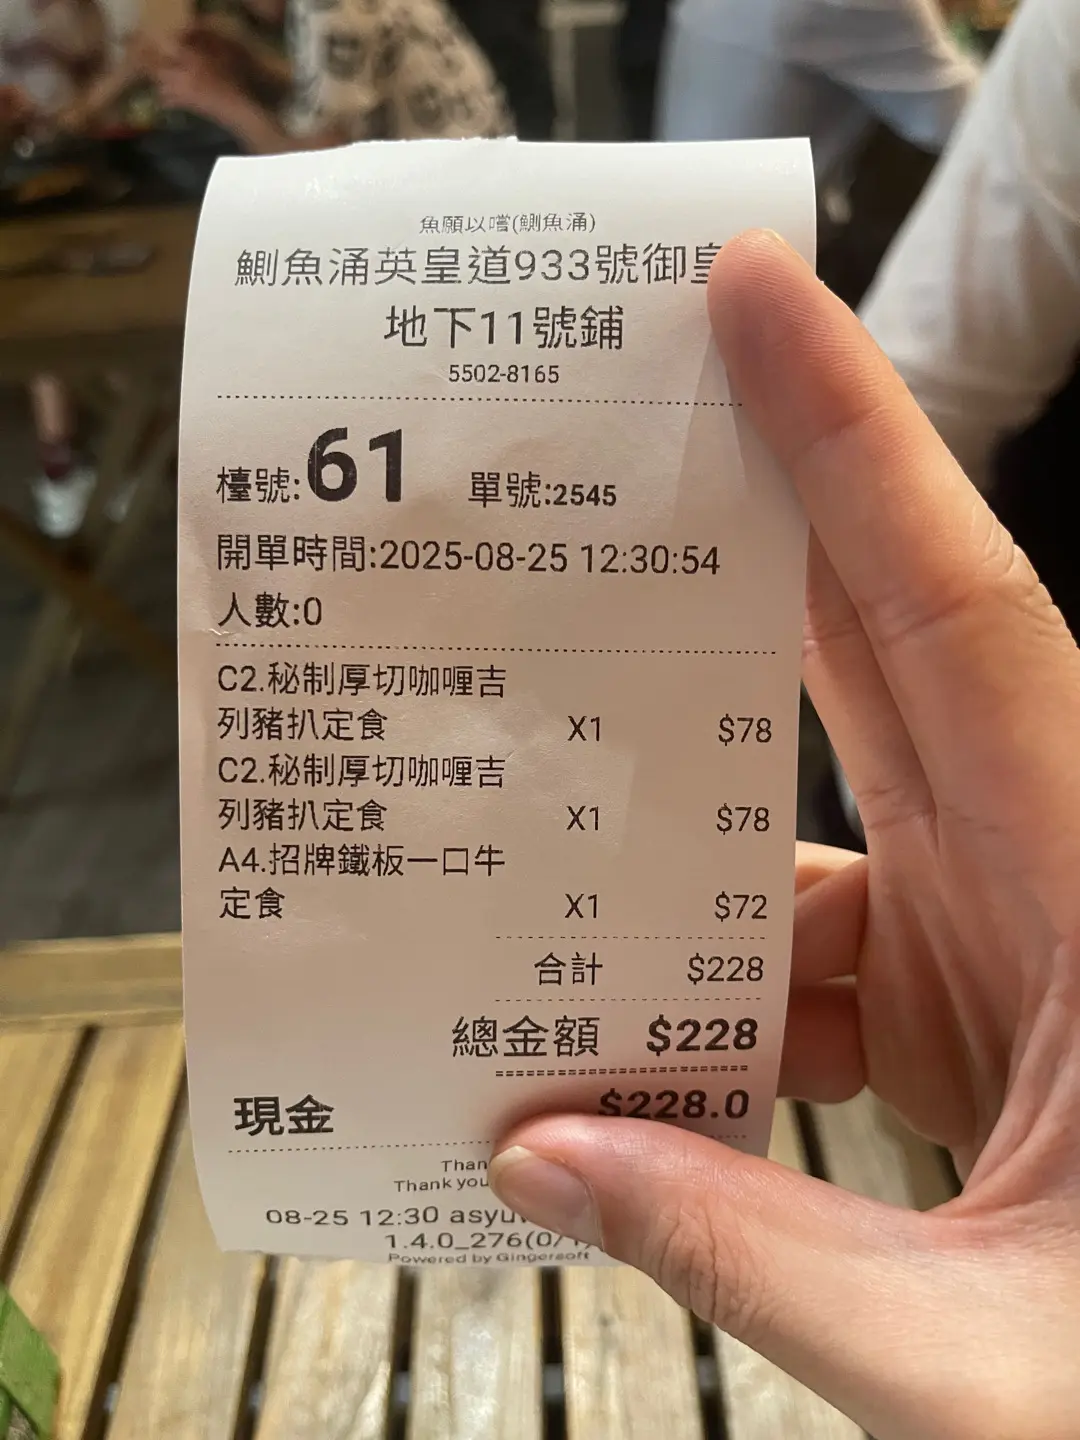 魚願以嚐(鰂魚涌)
鰂魚涌英皇道933號御皇
地下11號鋪
5502-8165
檯號:61 單號:2545
開單時間:2025-08-25 12:30:54
人數:0
C2.秘制厚切咖喱吉
列豬扒定食 X1 $78
C2.秘制厚切咖喱吉
列豬扒定食 X1 $78
A4.招牌鐵板一口牛
定食 X1 $72
合計 $228
總金額 $228
現金 $228.0
Than
Thank you
08-25 12:30 asyu
1.4.0_276(0/1)
Powered by Gingersoft